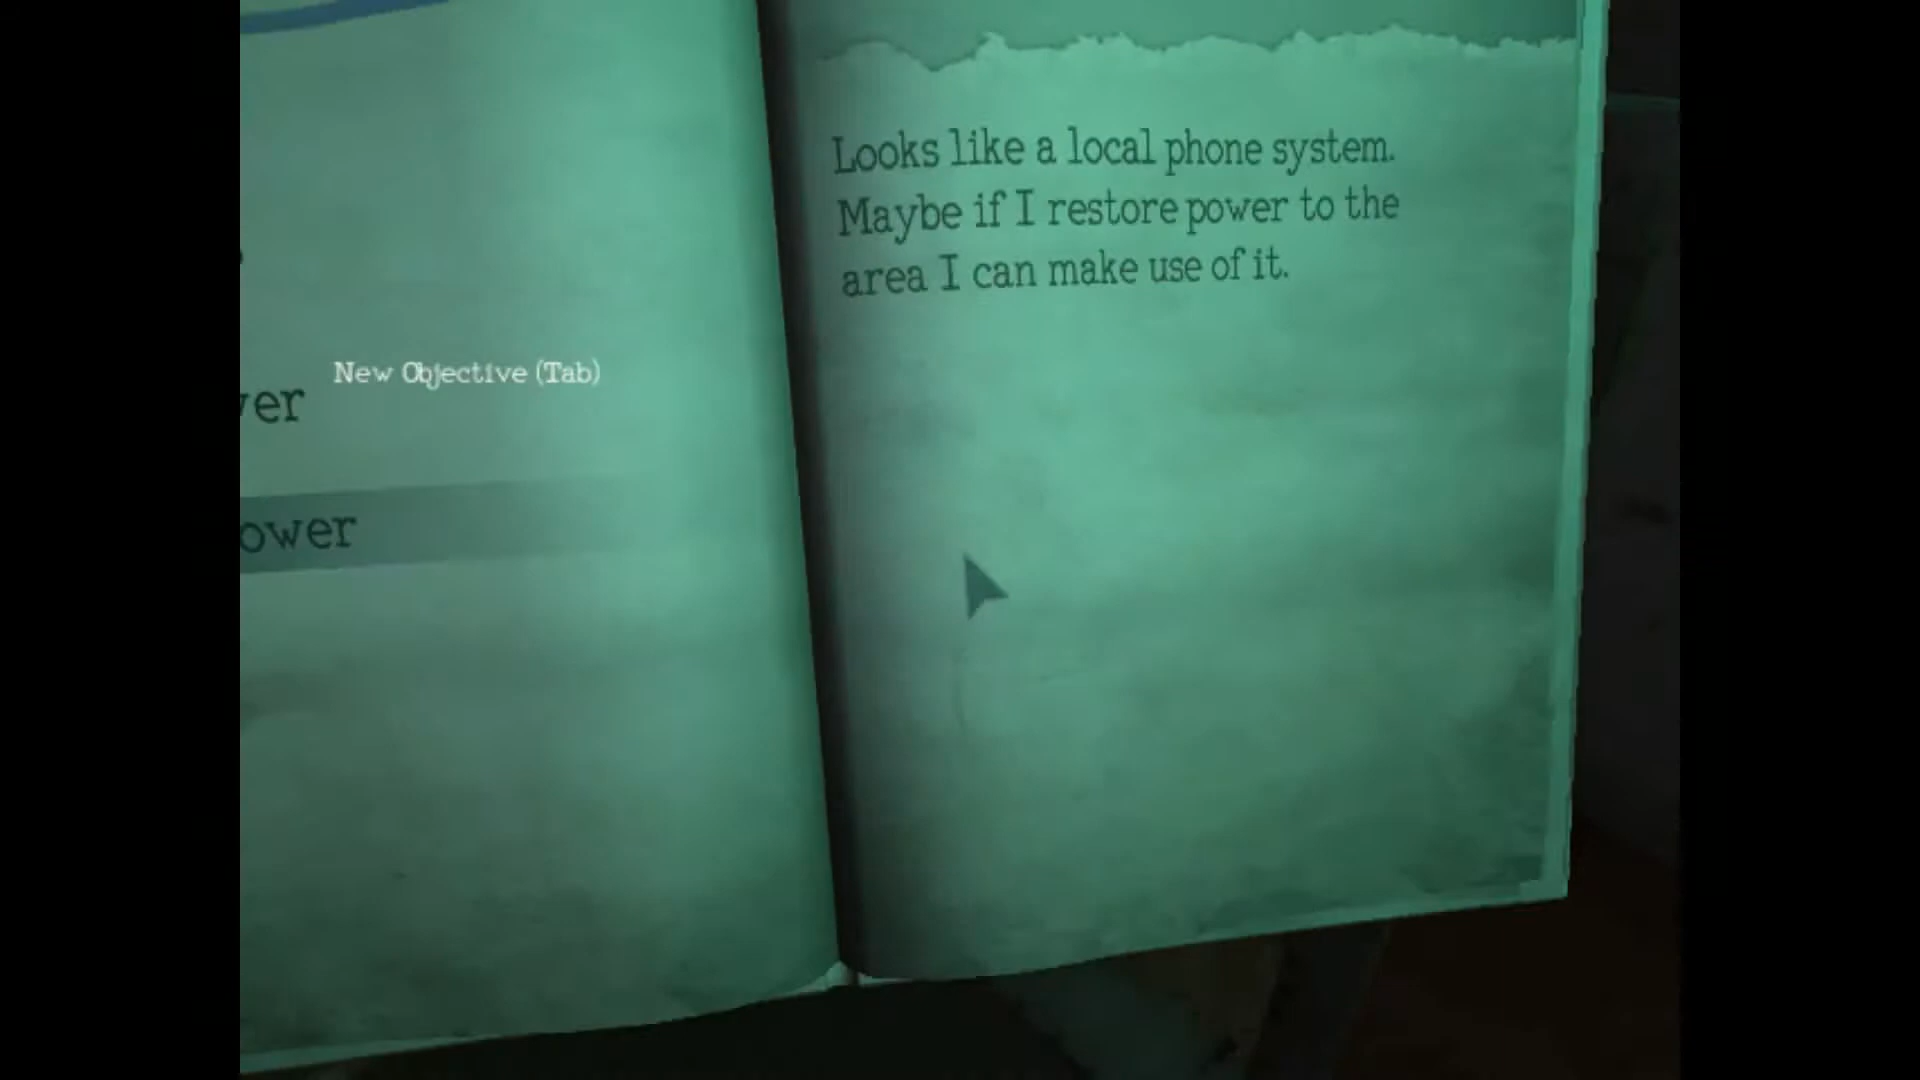 New Objective (Tab)
Looks like a local phone system.
Maybe if I restore power to the
area I can make use of it.